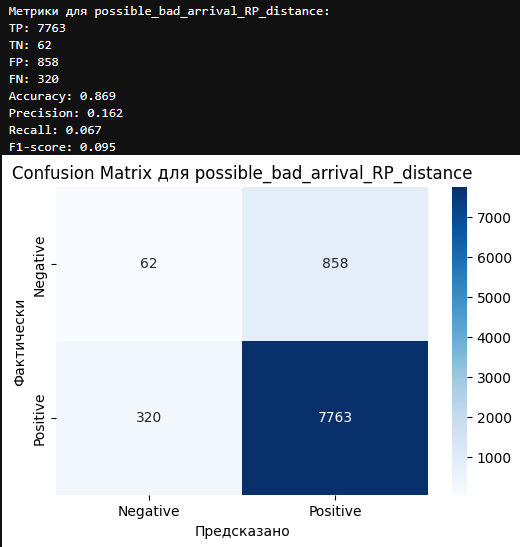 Метрики для possible_bad_arrival_RP_distance:
TP: 7763
TN: 62
FP: 858
FN: 320
Accuracy: 0.869
Precision: 0.162
Recall: 0.067
F1-score: 0.095
Confusion Matrix для possible_bad_arrival_RP_distance
Фактически
Negative
62
858
Positive
320
7763
Negative
Positive
Предсказано
7000
6000
5000
4000
3000
2000
1000